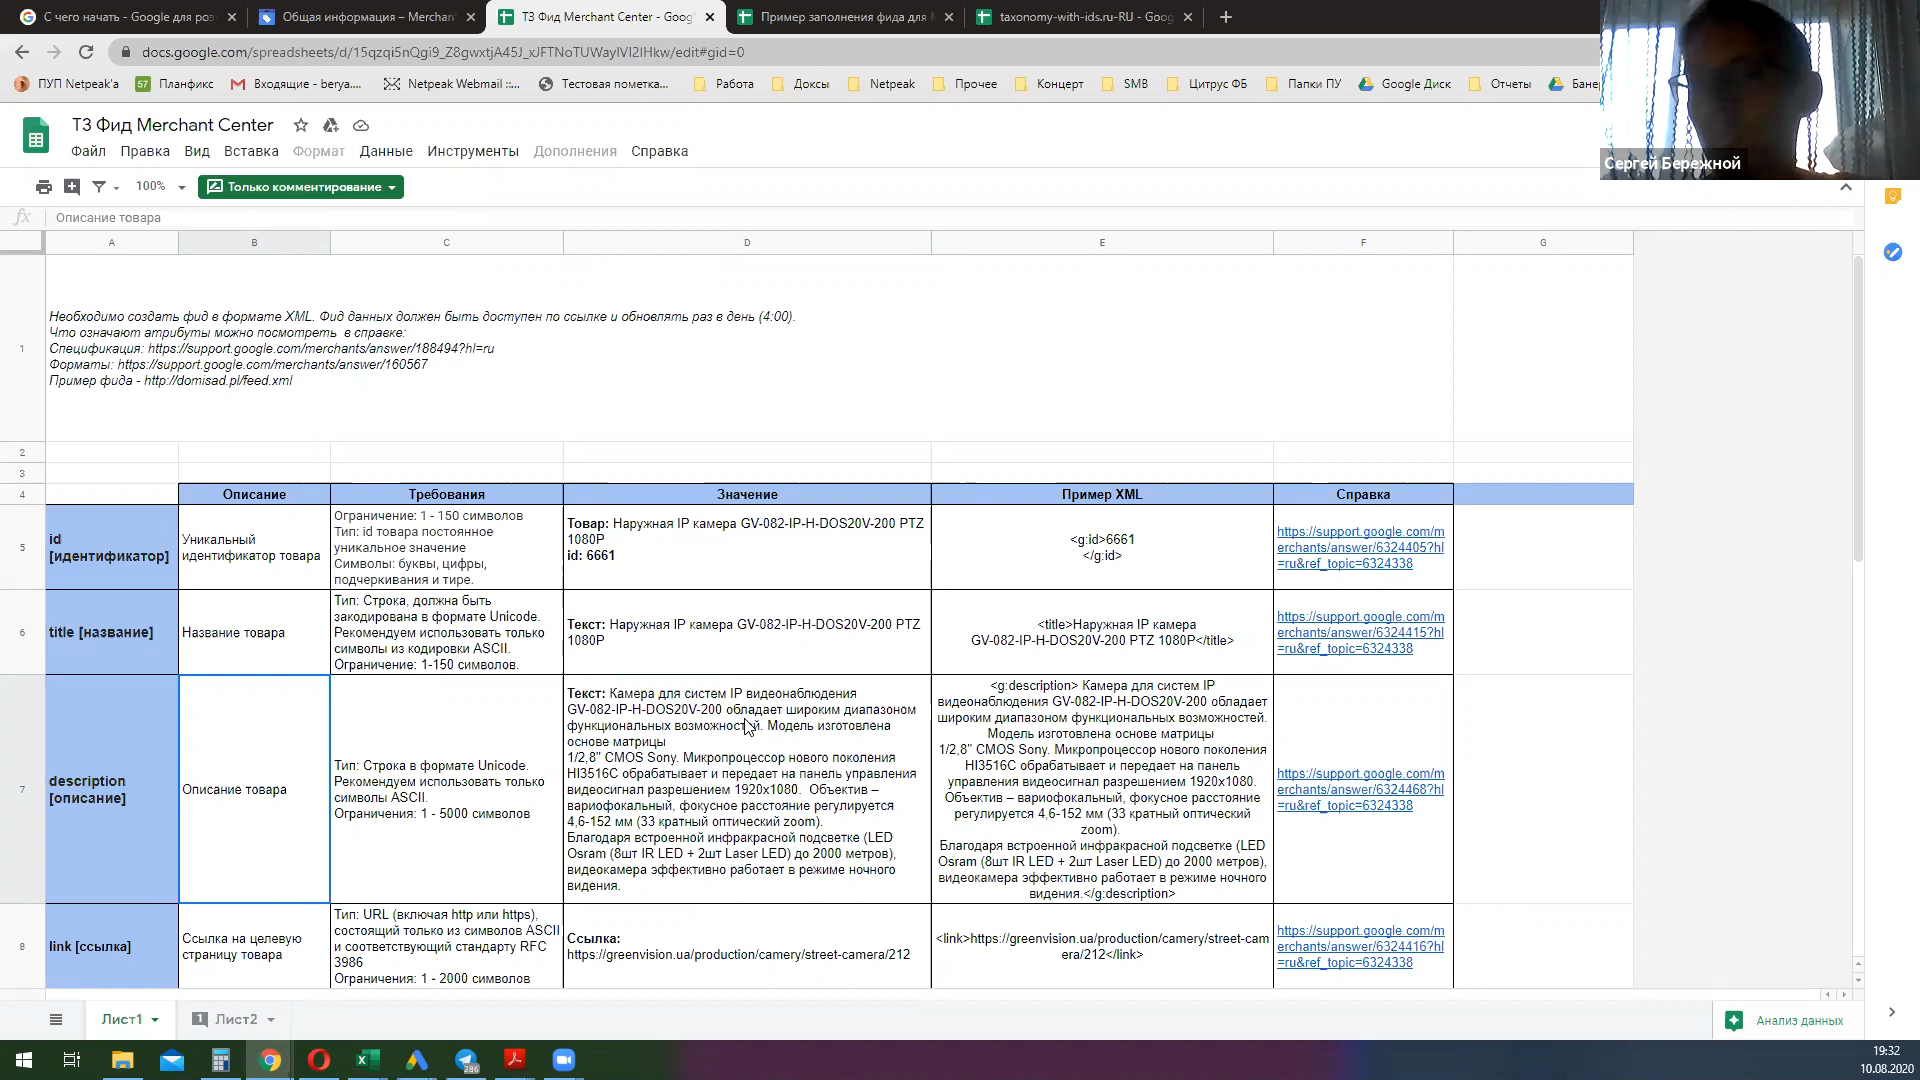 С чего начать - Google для роз
Общая информация – Merchan
ТЗ Фид Merchant Center - Goog
Пример заполнения фида для M
taxonomy-with-ids.ru-RU - Goog
docs.google.com/spreadsheets/d/15qzqi5nQgi9_Z8gwxtjA45J_xJFTNoTUWaylVI2IHkw/edit#gid=0
ПУП Netpeak'a
57
Планфикс
Входящие - berya....
Netpeak Webmail ::...
Тестовая пометка...
Работа
Доксы
Netpeak
Прочее
Концерт
SMB
Цитрус ФБ
Папки ПУ
Google Диск
Отчеты
Бане
Сергей Бережной
ТЗ Фид Merchant Center
Файл Правка Вид Вставка Формат Данные Инструменты Дополнения Справка
100%
Только комментирование
fx Описание товара
A B C D E F G
1
Необходимо создать фид в формате XML. Фид данных должен быть доступен по ссылке и обновлять раз в день (4:00).
Что означают атрибуты можно посмотреть в справке:
Спецификация: https://support.google.com/merchants/answer/188494?hl=ru
Форматы: https://support.google.com/merchants/answer/160567
Пример фида - http://domisad.pl/feed.xml
2
3
4
Описание
Требования
Значение
Пример XML
Справка
5
id
[идентификатор]
Уникальный
идентификатор товара
Ограничение: 1 - 150 символов
Тип: id товара постоянное
уникальное значение
Символы: буквы, цифры,
подчеркивания и тире.
Товар: Наружная IP камера GV-082-IP-H-DOS20V-200 PTZ
1080P
id: 6661
<g:id>6661
</g:id>
https://support.google.com/m
erchants/answer/6324405?hl
=ru&ref_topic=6324338
6
title [название]
Название товара
Тип: Строка, должна быть
закодирована в формате Unicode.
Рекомендуем использовать только
символы из кодировки ASCII.
Ограничение: 1-150 символов.
Текст: Наружная IP камера GV-082-IP-H-DOS20V-200 PTZ
1080P
<title>Наружная IP камера
GV-082-IP-H-DOS20V-200 PTZ 1080P</title>
https://support.google.com/m
erchants/answer/6324415?hl
=ru&ref_topic=6324338
7
description
[описание]
Описание товара
Тип: Строка в формате Unicode.
Рекомендуем использовать только
символы ASCII.
Ограничения: 1 - 5000 символов
Текст: Камера для систем IP видеонаблюдения
GV-082-IP-H-DOS20V-200 обладает широким диапазоном
функциональных возможностей. Модель изготовлена
основе матрицы
1/2,8" CMOS Sony. Микропроцессор нового поколения
HI3516C обрабатывает и передает на панель управления
видеосигнал разрешением 1920x1080. Объектив –
вариофокальный, фокусное расстояние регулируется
4,6-152 мм (33 кратный оптический zoom).
Благодаря встроенной инфракрасной подсветке (LED
Osram (8шт IR LED + 2шт Laser LED) до 2000 метров),
видеокамера эффективно работает в режиме ночного
видения.
<g:description> Камера для систем IP
видеонаблюдения GV-082-IP-H-DOS20V-200 обладает
широким диапазоном функциональных возможностей.
Модель изготовлена основе матрицы
1/2,8" CMOS Sony. Микропроцессор нового поколения
HI3516C обрабатывает и передает на панель
управления видеосигнал разрешением 1920x1080.
Объектив – вариофокальный, фокусное расстояние
регулируется 4,6-152 мм (33 кратный оптический
zoom).
Благодаря встроенной инфракрасной подсветке (LED
Osram (8шт IR LED + 2шт Laser LED) до 2000 метров),
видеокамера эффективно работает в режиме ночного
видения.</g:description>
https://support.google.com/m
erchants/answer/6324468?hl
=ru&ref_topic=6324338
8
link [ссылка]
Ссылка на целевую
страницу товара
Тип: URL (включая http или https),
состоящий только из символов ASCII
и соответствующий стандарту RFC
3986
Ограничения: 1 - 2000 символов
Ссылка:
https://greenvision.ua/production/camery/street-camera/212
<link>https://greenvision.ua/production/camery/street-cam
era/212</link>
https://support.google.com/m
erchants/answer/6324416?hl
=ru&ref_topic=6324338
Лист1
1
Лист2
Анализ данных
286
19:32
10.08.2020